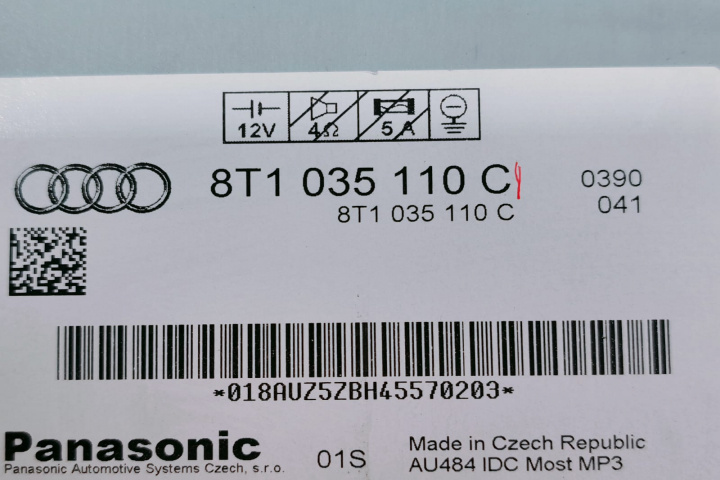 12V 4Ω 5 A
8T1 035 110 C 0390
8T1 035 110 C 041
*018AUZ5ZBH45570203*
Panasonic
Panasonic Automotive Systems Czech, s.r.o.
01S
Made in Czech Republic
AU484 IDC Most MP3